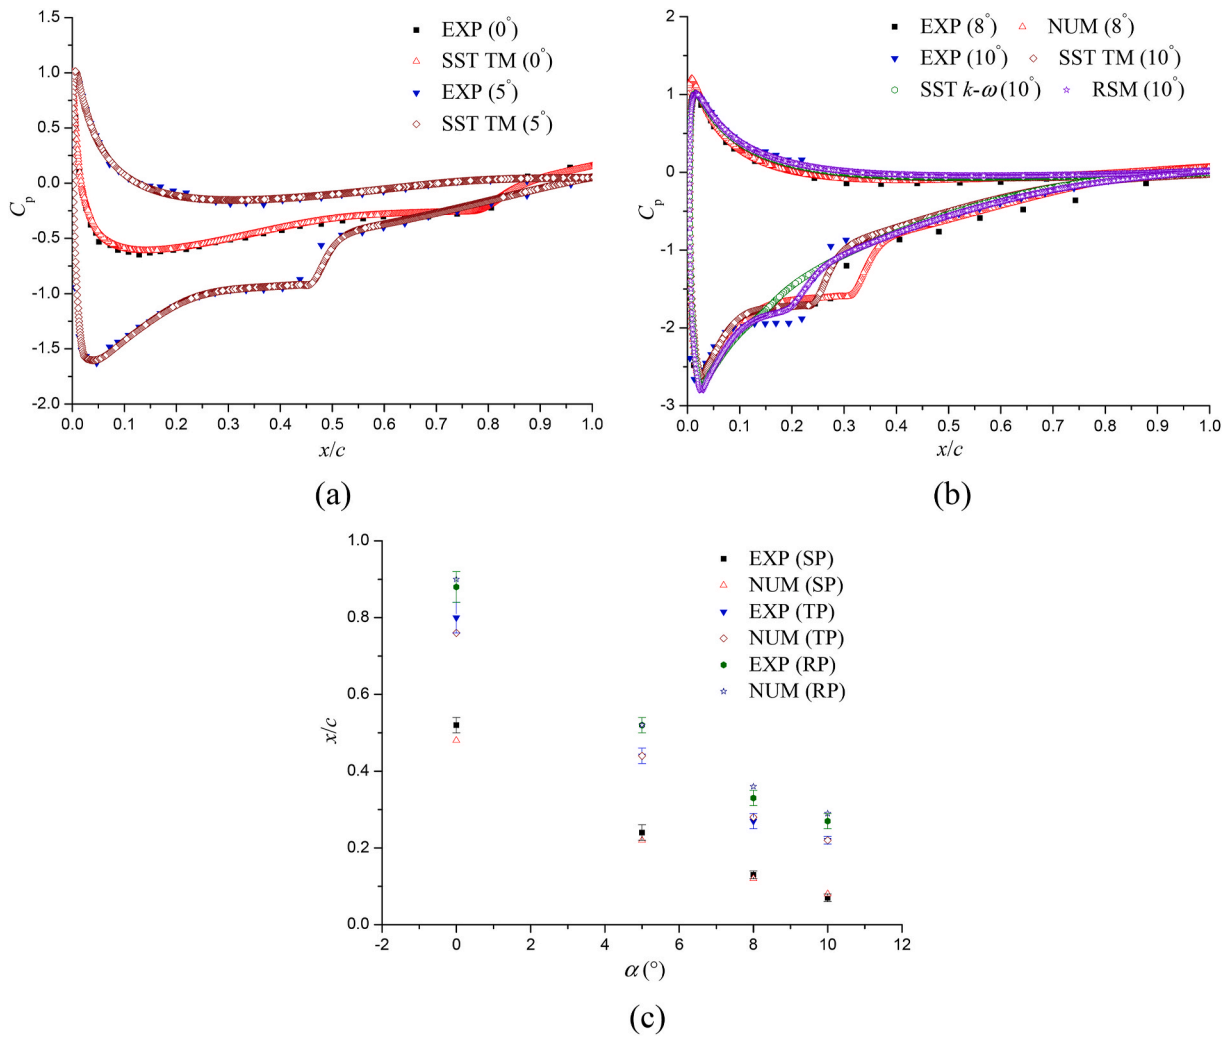 1.5
1.0
0.5
0.0
-0.5
-1.0
-1.5
-2.0
C_p
EXP (0°)
SST TM (0°)
EXP (5°)
SST TM (5°)
0.0 0.1 0.2 0.3 0.4 0.5 0.6 0.7 0.8 0.9 1.0
x/c
(a)
2
1
0
-1
-2
-3
C_p
EXP (8°) NUM (8°)
EXP (10°) SST TM (10°)
SST k-ω (10°) RSM (10°)
0.0 0.1 0.2 0.3 0.4 0.5 0.6 0.7 0.8 0.9 1.0
x/c
(b)
1.0
0.8
0.6
0.4
0.2
0.0
x/c
EXP (SP)
NUM (SP)
EXP (TP)
NUM (TP)
EXP (RP)
NUM (RP)
-2 0 2 4 6 8 10 12
α (°)
(c)